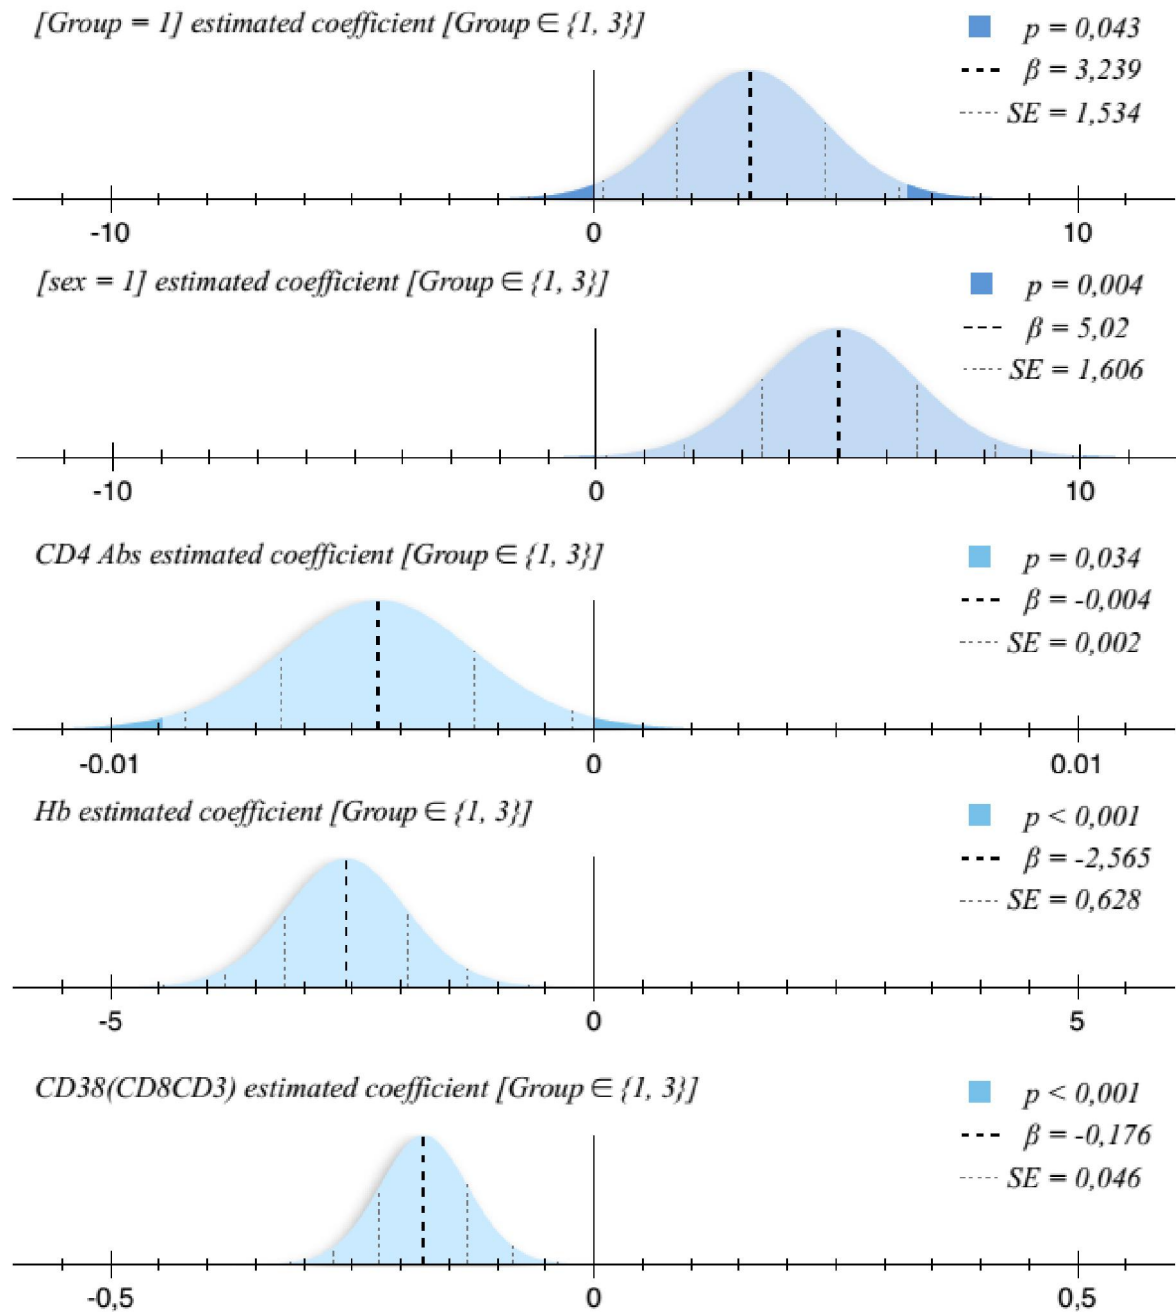 [Group = 1] estimated coefficient [Group ∈ {1, 3}]
p = 0,043
β = 3,239
SE = 1,534
-10 0 10
[sex = 1] estimated coefficient [Group ∈ {1, 3}]
p = 0,004
β = 5,02
SE = 1,606
-10 0 10
CD4 Abs estimated coefficient [Group ∈ {1, 3}]
p = 0,034
β = -0,004
SE = 0,002
-0.01 0 0.01
Hb estimated coefficient [Group ∈ {1, 3}]
p < 0,001
β = -2,565
SE = 0,628
-5 0 5
CD38(CD8CD3) estimated coefficient [Group ∈ {1, 3}]
p < 0,001
β = -0,176
SE = 0,046
-0,5 0 0,5